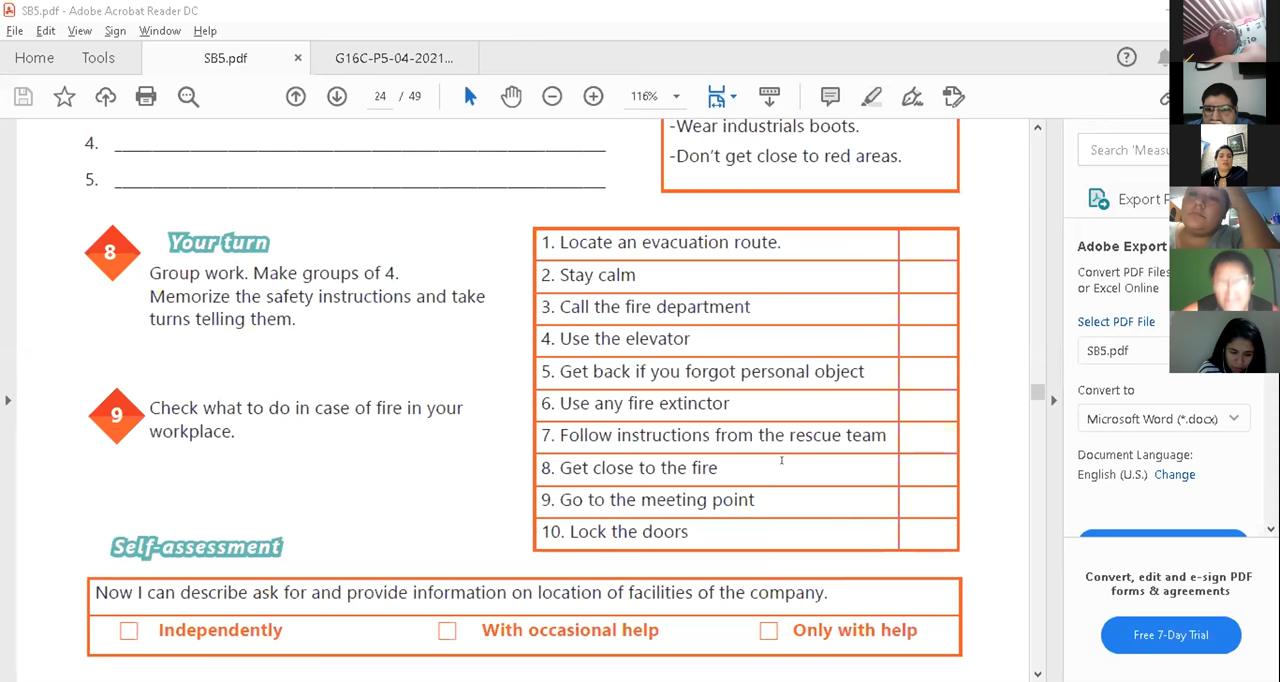 SB5.pdf - Adobe Acrobat Reader DC
File Edit View Sign Window Help
Home Tools SB5.pdf × G16C-P5-04-2021...
24 / 49 116%
4.
5.
-Wear industrials boots.
-Don't get close to red areas.
8 Your turn
Group work. Make groups of 4.
Memorize the safety instructions and take
turns telling them.
9 Check what to do in case of fire in your
workplace.
1. Locate an evacuation route.
2. Stay calm
3. Call the fire department
4. Use the elevator
5. Get back if you forgot personal object
6. Use any fire extinctor
7. Follow instructions from the rescue team
8. Get close to the fire
9. Go to the meeting point
10. Lock the doors
Self-assessment
Now I can describe ask for and provide information on location of facilities of the company.
Independently With occasional help Only with help
Search 'Measu
Export P
Adobe Export
Convert PDF Files
or Excel Online
Select PDF File
SB5.pdf
Convert to
Microsoft Word (*.docx)
Document Language:
English (U.S.) Change
Convert, edit and e-sign PDF
forms & agreements
Free 7-Day Trial